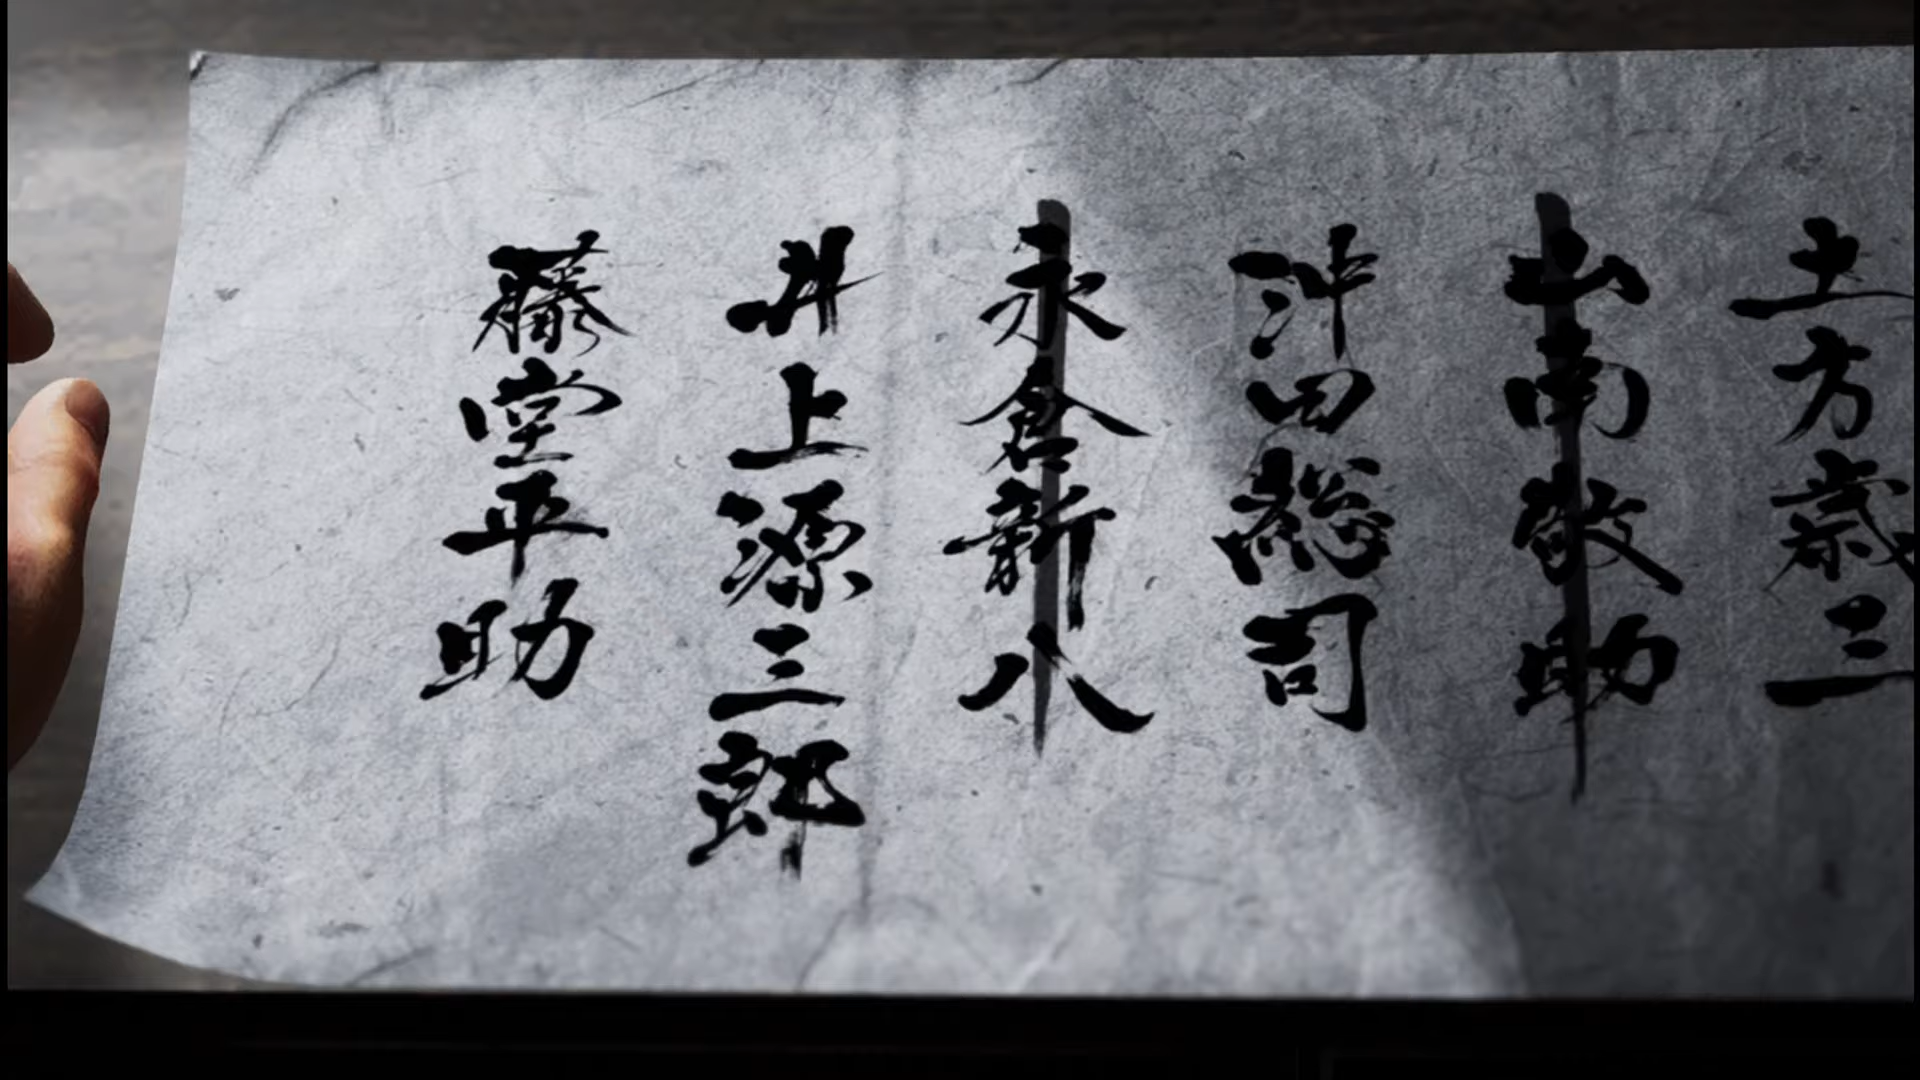 土方歳三
山南敬助
沖田総司
永倉新八
井上源三郎
藤堂平助